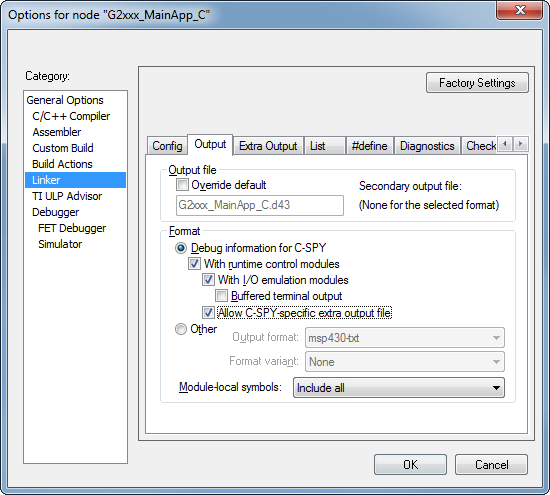 Options for node "G2xxx_MainApp_C"
Category:
Factory Settings
General Options
C/C++ Compiler
Assembler
Custom Build
Build Actions
Linker
TI ULP Advisor
Debugger
FET Debugger
Simulator
Config Output Extra Output List #define Diagnostics Check
Output file
Override default Secondary output file:
G2xxx_MainApp_C.d43 (None for the selected format)
Format
Debug information for C-SPY
With runtime control modules
With I/O emulation modules
Buffered terminal output
Allow C-SPY-specific extra output file
Other
Output format: msp430-txt
Format variant: None
Module-local symbols: Include all
OK Cancel